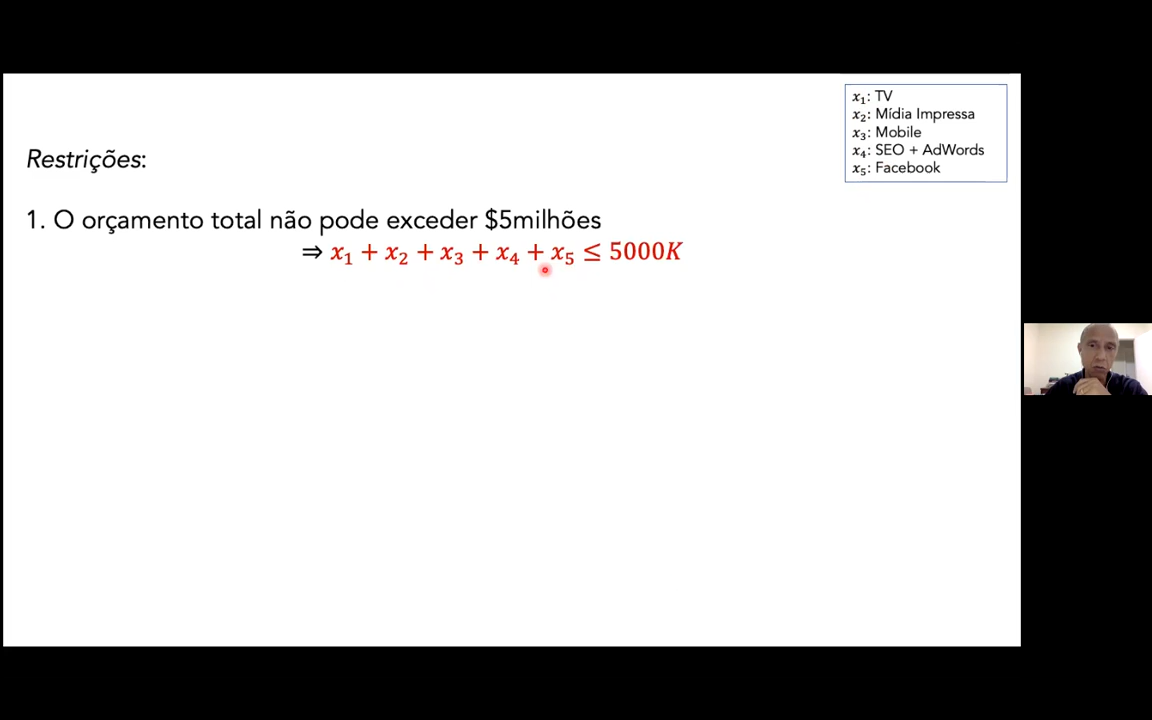 x₁: TV
x₂: Mídia Impressa
x₃: Mobile
x₄: SEO + AdWords
x₅: Facebook
Restrições:
1. O orçamento total não pode exceder $5milhões
⇒ x₁ + x₂ + x₃ + x₄ + x₅ ≤ 5000K